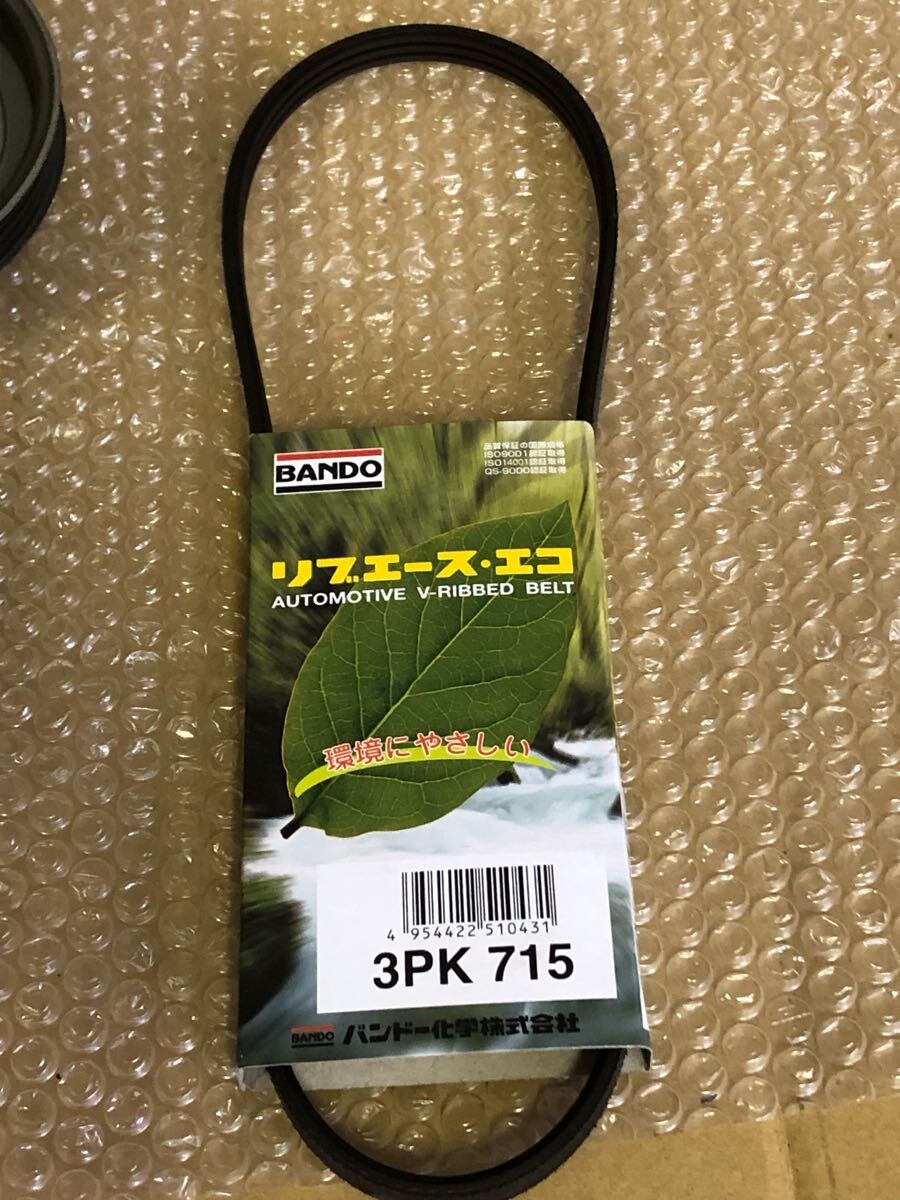 BANDO
品質保証の国際規格
ISO9001認証取得
ISO14001認証取得
QS-9000認証取得
リブエース・エコ
AUTOMOTIVE V-RIBBED BELT
環境にやさしい
4 954422 510431
3PK 715
BANDO バンドー化学株式会社